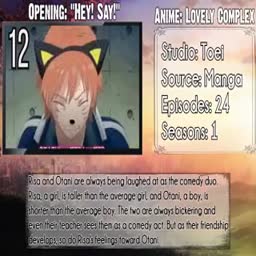 Opening: "Hey! Say!"
Anime: Lovely Complex
12
Studio: Toei
Source: Manga
Episodes: 24
Seasons: 1
Risa and Otani are always being laughed at as the comedy duo.
Risa, a girl, is taller than the average girl, and Otani, a boy, is
shorter than the average boy. The two are always bickering and
even their teacher sees them as a comedy act. But as their friendship
develops, so do Risa's feelings toward Otani.